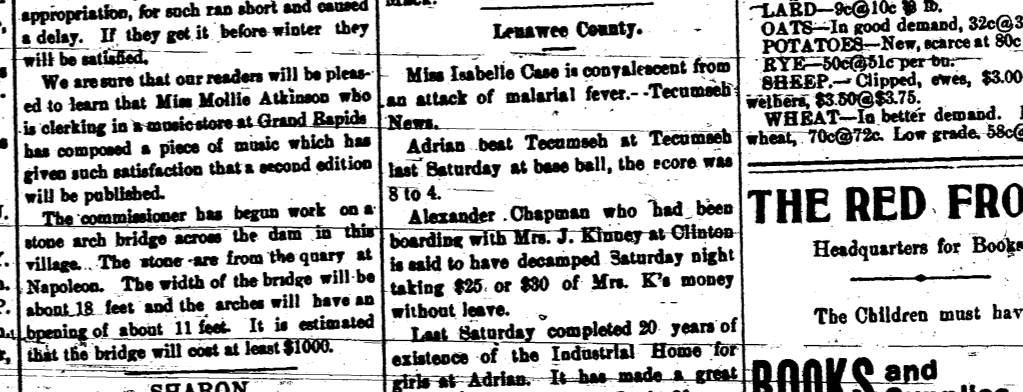 appropriation, for such ran short and caused
a delay. If they get it before winter they
will be satisfied.
We are sure that our readers will be pleas-
ed to learn that Miss Mollie Atkinson who
is clerking in a music store at Grand Rapids
has composed a piece of music which has
given such satisfaction that a second edition
will be published.
The commissioner has begun work on a
stone arch bridge across the dam in this
village. The stone are from the quary at
Napoleon. The width of the bridge will be
about 18 feet and the arches will have an
opening of about 11 feet. It is estimated
that the bridge will cost at least $1000.
SHARON
Lenawee County.
Miss Isabelle Case is convalescent from
an attack of malarial fever.--Tecumseh
News.
Adrian beat Tecumseh at Tecumseh
last Saturday at base ball, the score was
8 to 4.
Alexander Chapman who had been
boarding with Mrs. J. Kinney at Clinton
is said to have decamped Saturday night
taking $25 or $30 of Mrs. K's money
without leave.
Last Saturday completed 20 years of
existence of the Industrial Home for
girls at Adrian. It has made a great
LARD—9c@10c ℔ lb.
OATS—In good demand, 32c@3
POTATOES—New, scarce at 80c
RYE—50c@51c per bu.
SHEEP.—Clipped, ewes, $3.00
wethers, $3.50@$3.75.
WHEAT—In better demand.
wheat, 70c@72c. Low grade, 58c@
THE RED FRO
Headquarters for Books
The Children must hav
BOOKS and